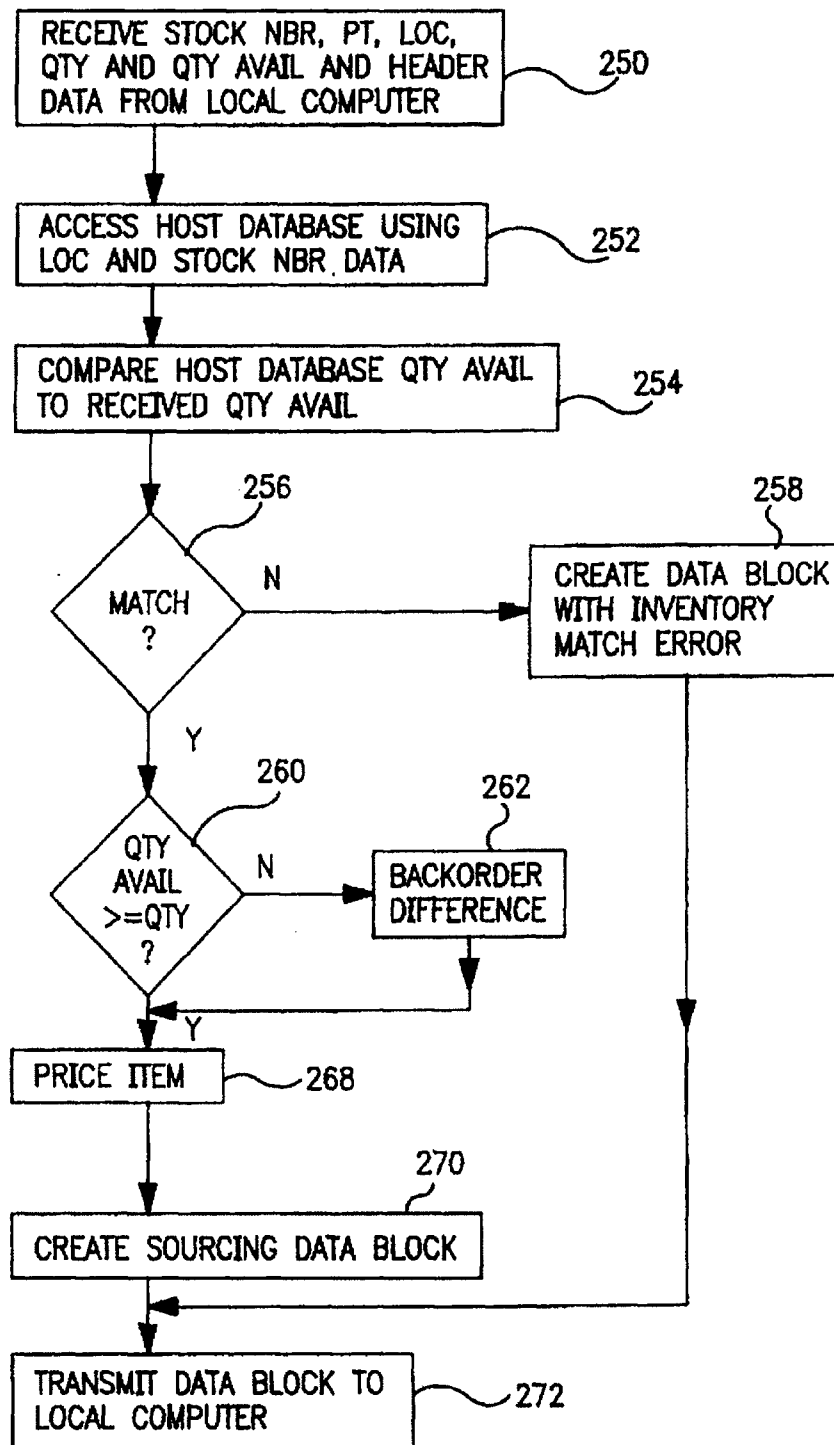 RECEIVE STOCK NBR, PT, LOC,
QTY AND QTY AVAIL AND HEADER
DATA FROM LOCAL COMPUTER
250
ACCESS HOST DATABASE USING
LOC AND STOCK NBR. DATA
252
COMPARE HOST DATABASE QTY AVAIL
TO RECEIVED QTY AVAIL
254
256
MATCH
?
N
Y
258
CREATE DATA BLOCK
WITH INVENTORY
MATCH ERROR
260
QTY
AVAIL
>=QTY
?
N
Y
262
BACKORDER
DIFFERENCE
PRICE ITEM
268
270
CREATE SOURCING DATA BLOCK
TRANSMIT DATA BLOCK TO
LOCAL COMPUTER
272